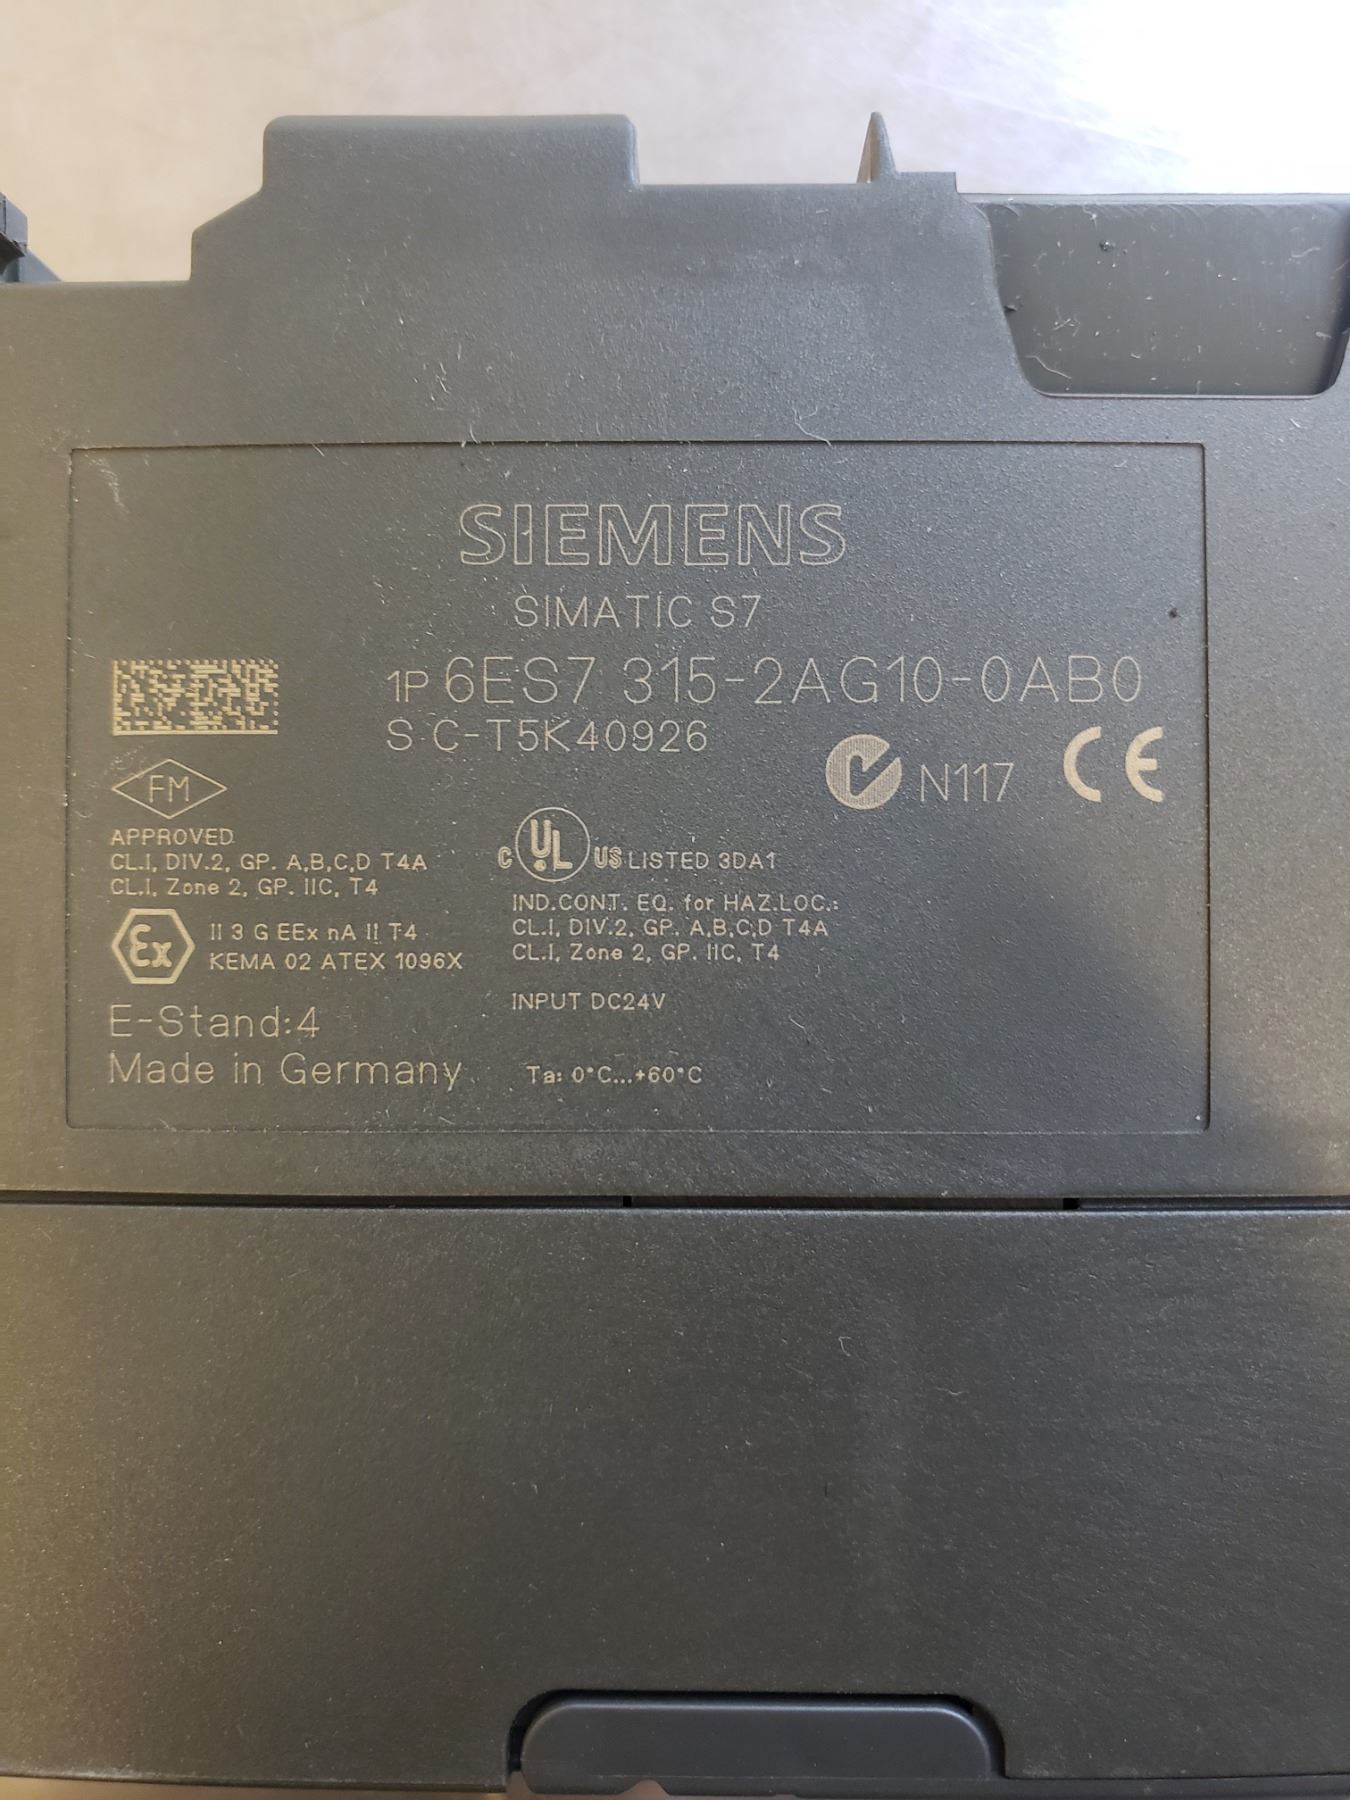 SIEMENS
SIMATIC S7
1P 6ES7 315-2AG10-0AB0
S C-T5K40926
N117 CE
FM
APPROVED
CL.I, DIV.2, GP. A,B,C,D T4A
CL.I, Zone 2, GP. IIC, T4
C UL US LISTED 3DA1
IND.CONT. EQ. for HAZ.LOC.:
CL.I, DIV.2, GP. A,B,C,D T4A
CL.I, Zone 2, GP. IIC, T4
Ex II 3 G EEx nA II T4
KEMA 02 ATEX 1096X
INPUT DC24V
E-Stand:4
Made in Germany
Ta: 0°C...+60°C